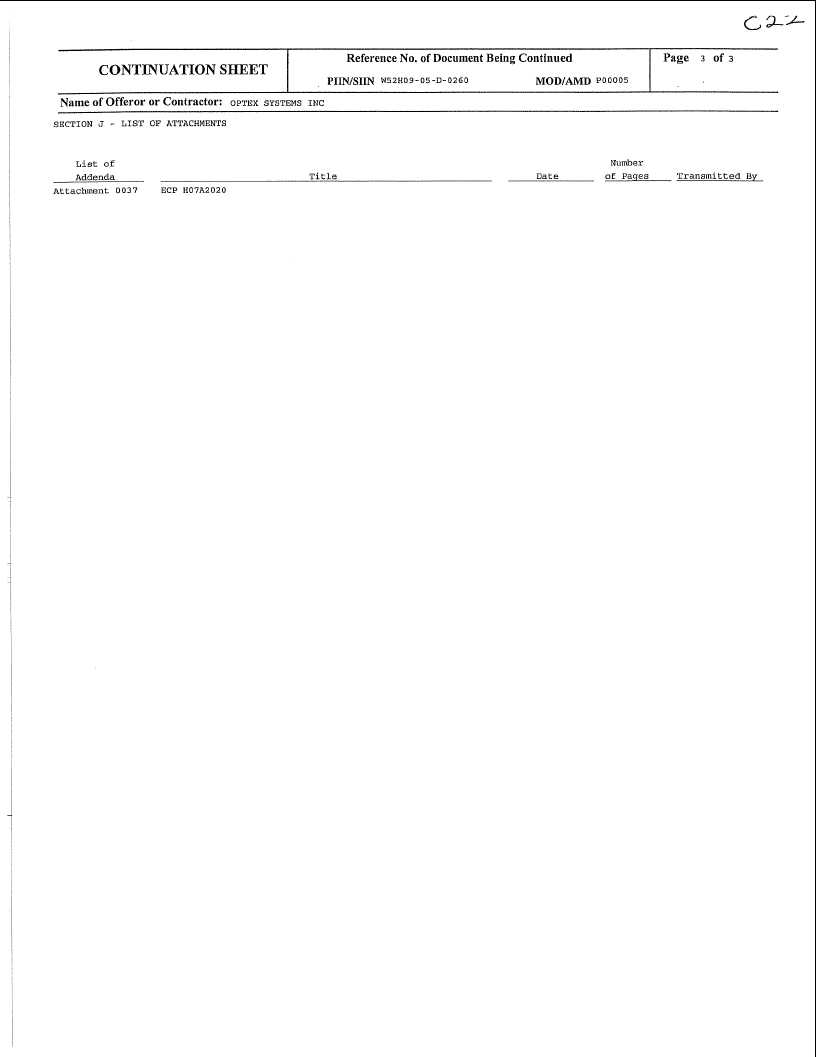 C22
CONTINUATION SHEET
Reference No. of Document Being Continued
Page 3 of 3
PIIN/SIIN W52H09-05-D-0260 MOD/AMD P00005
Name of Offeror or Contractor: OPTEX SYSTEMS INC
SECTION J - LIST OF ATTACHMENTS
List of Number
Addenda Title Date of Pages Transmitted By
Attachment 0037 ECP H07A2020